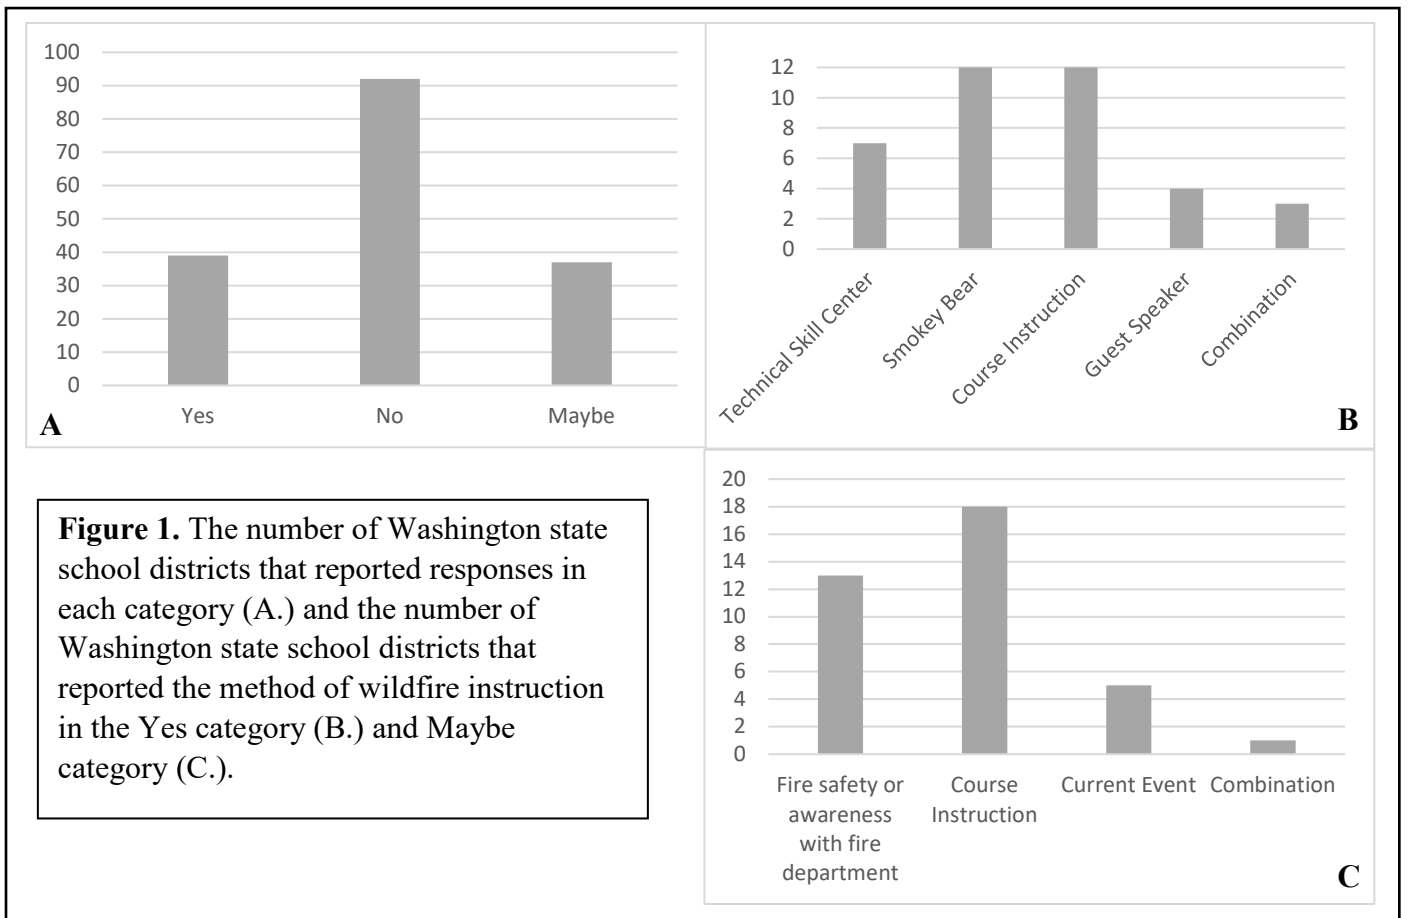 100
90
80
70
60
50
40
30
20
10
0
Yes No Maybe
A
12
10
8
6
4
2
0
Technical Skill Center
Smokey Bear
Course Instruction
Guest Speaker
Combination
B
Figure 1. The number of Washington state
school districts that reported responses in
each category (A.) and the number of
Washington state school districts that
reported the method of wildfire instruction
in the Yes category (B.) and Maybe
category (C.).
20
18
16
14
12
10
8
6
4
2
0
Fire safety or
awareness
with fire
department
Course
Instruction
Current Event
Combination
C